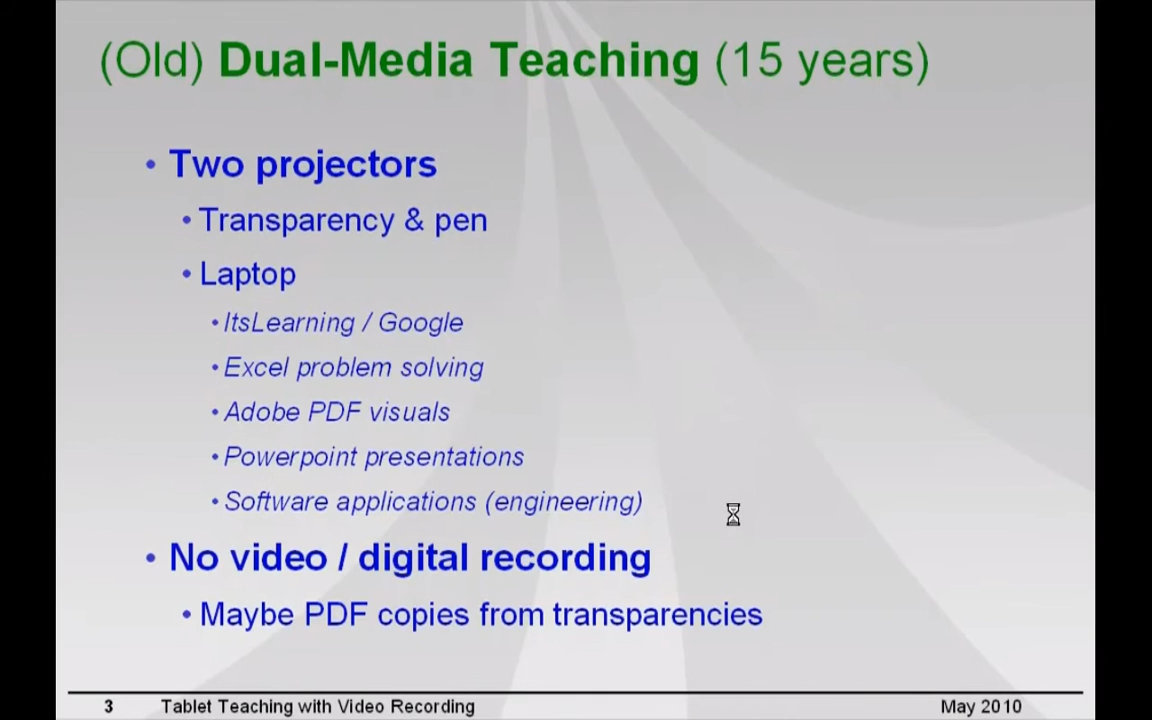 (Old) Dual-Media Teaching (15 years)
• Two projectors
• Transparency & pen
• Laptop
• ItsLearning / Google
• Excel problem solving
• Adobe PDF visuals
• Powerpoint presentations
• Software applications (engineering)
• No video / digital recording
• Maybe PDF copies from transparencies
3 Tablet Teaching with Video Recording May 2010